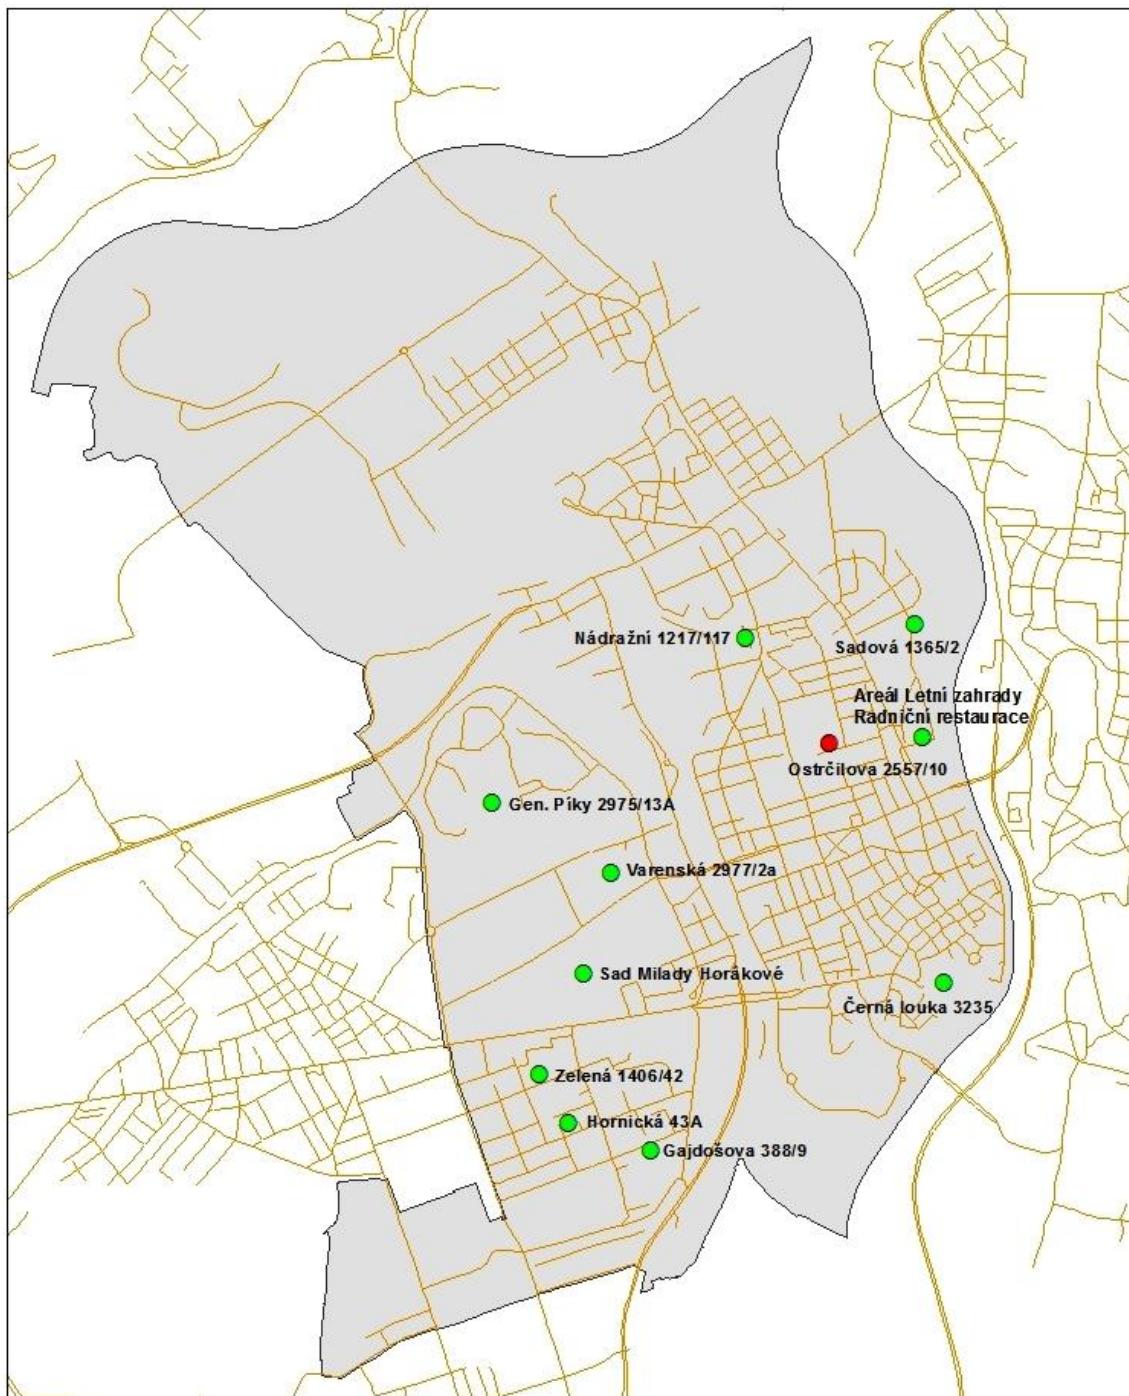 Nádražní 1217/117
Sadová 1365/2
Areál Letní zahrady
Radniční restaurace
Ostrčilova 2557/10
Gen. Píky 2975/13A
Varenská 2977/2a
Sad Milady Horákové
Černá louka 3235
Zelená 1406/42
Hornická 43A
Gajdošova 388/9